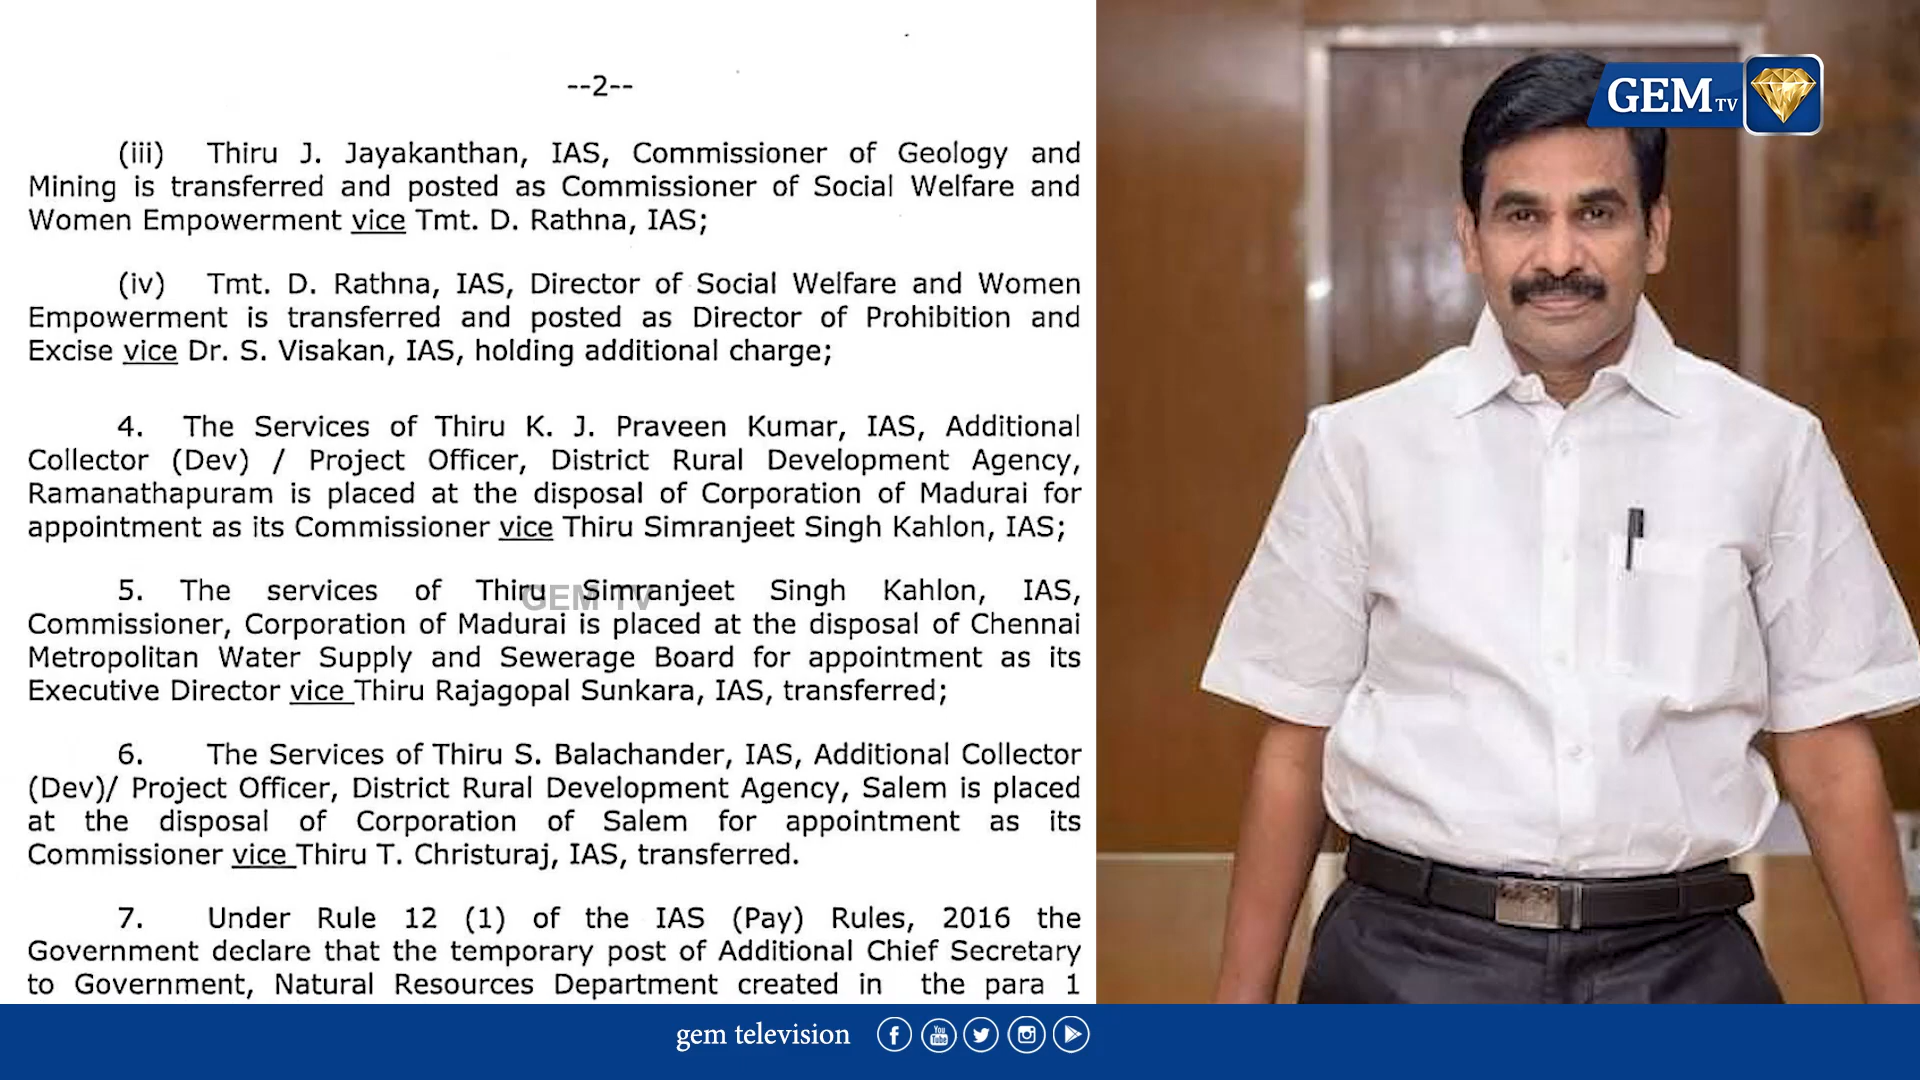 --2--
(iii) Thiru J. Jayakanthan, IAS, Commissioner of Geology and
Mining is transferred and posted as Commissioner of Social Welfare and
Women Empowerment vice Tmt. D. Rathna, IAS;
(iv) Tmt. D. Rathna, IAS, Director of Social Welfare and Women
Empowerment is transferred and posted as Director of Prohibition and
Excise vice Dr. S. Visakan, IAS, holding additional charge;
4. The Services of Thiru K. J. Praveen Kumar, IAS, Additional
Collector (Dev) / Project Officer, District Rural Development Agency,
Ramanathapuram is placed at the disposal of Corporation of Madurai for
appointment as its Commissioner vice Thiru Simranjeet Singh Kahlon, IAS;
5. The services of Thiru Simranjeet Singh Kahlon, IAS,
Commissioner, Corporation of Madurai is placed at the disposal of Chennai
Metropolitan Water Supply and Sewerage Board for appointment as its
Executive Director vice Thiru Rajagopal Sunkara, IAS, transferred;
6. The Services of Thiru S. Balachander, IAS, Additional Collector
(Dev)/ Project Officer, District Rural Development Agency, Salem is placed
at the disposal of Corporation of Salem for appointment as its
Commissioner vice Thiru T. Christuraj, IAS, transferred.
7. Under Rule 12 (1) of the IAS (Pay) Rules, 2016 the
Government declare that the temporary post of Additional Chief Secretary
to Government, Natural Resources Department created in the para 1
GEM TV
GEM TV
gem television
You
Tube